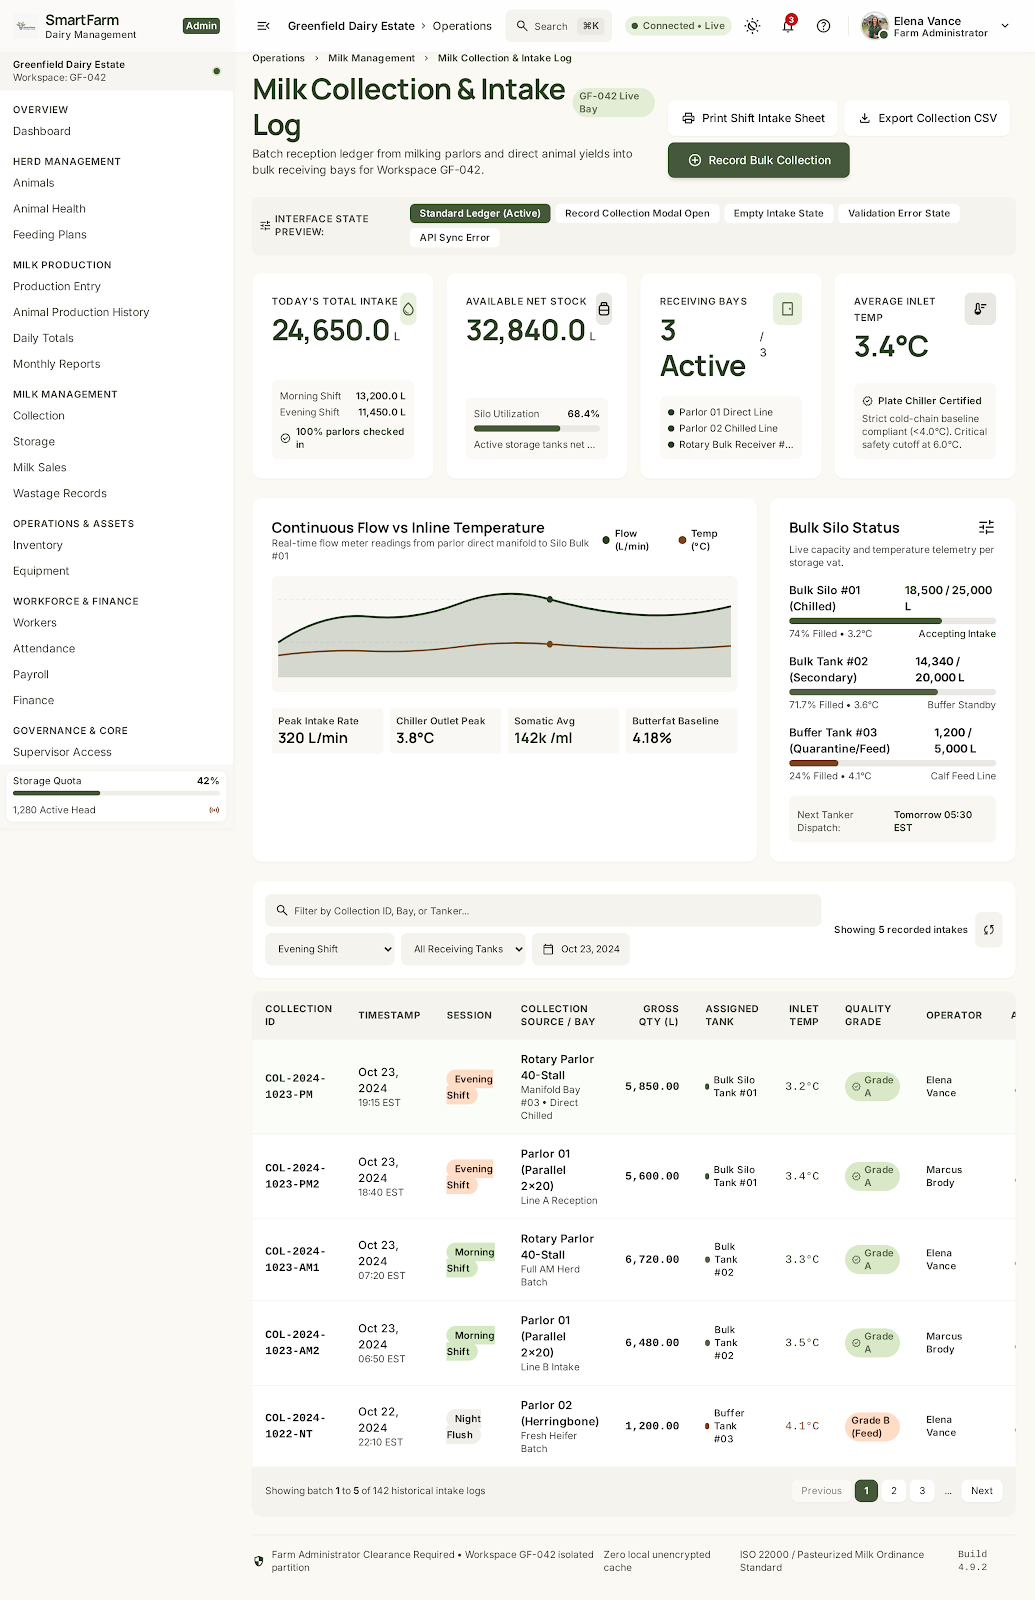 SmartFarm
Dairy Management
Admin
Greenfield Dairy Estate
Workspace: GF-042
OVERVIEW
Dashboard
HERD MANAGEMENT
Animals
Animal Health
Feeding Plans
MILK PRODUCTION
Production Entry
Animal Production History
Daily Totals
Monthly Reports
MILK MANAGEMENT
Collection
Storage
Milk Sales
Wastage Records
OPERATIONS & ASSETS
Inventory
Equipment
WORKFORCE & FINANCE
Workers
Attendance
Payroll
Finance
GOVERNANCE & CORE
Supervisor Access
Storage Quota 42%
1,280 Active Head
Greenfield Dairy Estate › Operations
Search ⌘K
Connected • Live
3
Elena Vance
Farm Administrator
Operations › Milk Management › Milk Collection & Intake Log
Milk Collection & Intake
Log
GF-042 Live
Bay
Batch reception ledger from milking parlors and direct animal yields into
bulk receiving bays for Workspace GF-042.
Print Shift Intake Sheet
Export Collection CSV
Record Bulk Collection
INTERFACE STATE
PREVIEW:
Standard Ledger (Active)
Record Collection Modal Open
Empty Intake State
Validation Error State
API Sync Error
TODAY'S TOTAL INTAKE
24,650.0 L
Morning Shift 13,200.0 L
Evening Shift 11,450.0 L
100% parlors checked
in
AVAILABLE NET STOCK
32,840.0 L
Silo Utilization 68.4%
Active storage tanks net ...
RECEIVING BAYS
3
Active
/
3
Parlor 01 Direct Line
Parlor 02 Chilled Line
Rotary Bulk Receiver #...
AVERAGE INLET
TEMP
3.4°C
Plate Chiller Certified
Strict cold-chain baseline
compliant (<4.0°C). Critical
safety cutoff at 6.0°C.
Continuous Flow vs Inline Temperature
Real-time flow meter readings from parlor direct manifold to Silo Bulk
#01
Flow
(L/min)
Temp
(°C)
Peak Intake Rate
320 L/min
Chiller Outlet Peak
3.8°C
Somatic Avg
142k /ml
Butterfat Baseline
4.18%
Bulk Silo Status
Live capacity and temperature telemetry per
storage vat.
Bulk Silo #01
(Chilled)
18,500 / 25,000
L
74% Filled • 3.2°C Accepting Intake
Bulk Tank #02
(Secondary)
14,340 /
20,000 L
71.7% Filled • 3.6°C Buffer Standby
Buffer Tank #03
(Quarantine/Feed)
1,200 /
5,000 L
24% Filled • 4.1°C Calf Feed Line
Next Tanker
Dispatch:
Tomorrow 05:30
EST
Filter by Collection ID, Bay, or Tanker...
Evening Shift
All Receiving Tanks
Oct 23, 2024
Showing 5 recorded intakes
COLLECTION
ID
TIMESTAMP
SESSION
COLLECTION
SOURCE / BAY
GROSS
QTY (L)
ASSIGNED
TANK
INLET
TEMP
QUALITY
GRADE
OPERATOR
COL-2024-
1023-PM
Oct 23,
2024
19:15 EST
Evening
Shift
Rotary Parlor
40-Stall
Manifold Bay
#03 • Direct
Chilled
5,850.00
Bulk Silo
Tank #01
3.2°C
Grade
A
Elena
Vance
COL-2024-
1023-PM2
Oct 23,
2024
18:40 EST
Evening
Shift
Parlor 01
(Parallel
2×20)
Line A Reception
5,600.00
Bulk Silo
Tank #01
3.4°C
Grade
A
Marcus
Brody
COL-2024-
1023-AM1
Oct 23,
2024
07:20 EST
Morning
Shift
Rotary Parlor
40-Stall
Full AM Herd
Batch
6,720.00
Bulk
Tank
#02
3.3°C
Grade
A
Elena
Vance
COL-2024-
1023-AM2
Oct 23,
2024
06:50 EST
Morning
Shift
Parlor 01
(Parallel
2×20)
Line B Intake
6,480.00
Bulk
Tank
#02
3.5°C
Grade
A
Marcus
Brody
COL-2024-
1022-NT
Oct 22,
2024
22:10 EST
Night
Flush
Parlor 02
(Herringbone)
Fresh Heifer
Batch
1,200.00
Buffer
Tank
#03
4.1°C
Grade B
(Feed)
Elena
Vance
Showing batch 1 to 5 of 142 historical intake logs
Previous 1 2 3 ... Next
Farm Administrator Clearance Required • Workspace GF-042 isolated
partition
Zero local unencrypted
cache
ISO 22000 / Pasteurized Milk Ordinance
Standard
Build
4.9.2